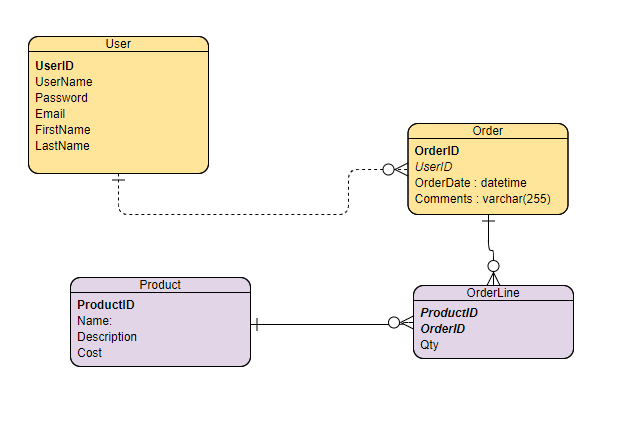 User
UserID
UserName
Password
Email
FirstName
LastName
Order
OrderID
UserID
OrderDate : datetime
Comments : varchar(255)
Product
ProductID
Name:
Description
Cost
OrderLine
ProductID
OrderID
Qty